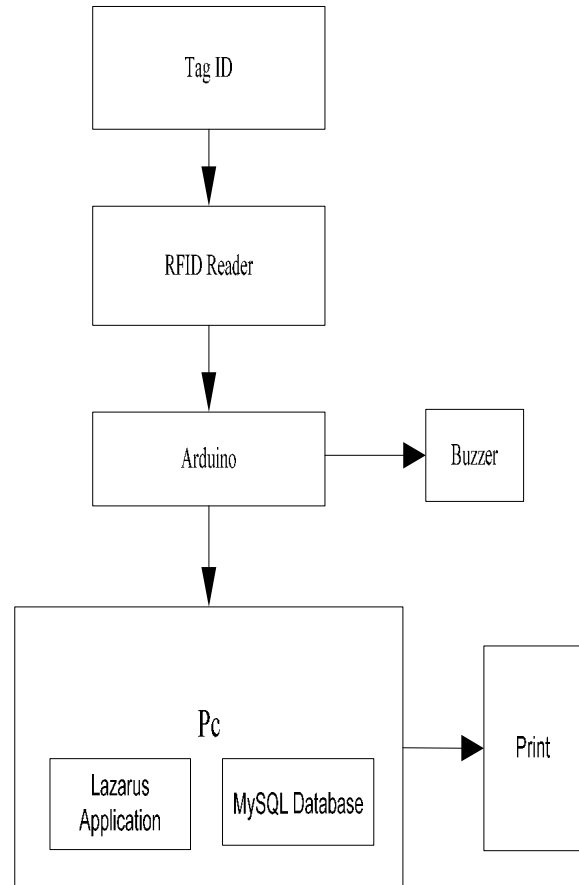 Tag ID
RFID Reader
Arduino
Buzzer
Pc
Lazarus
Application
MySQL Database
Print